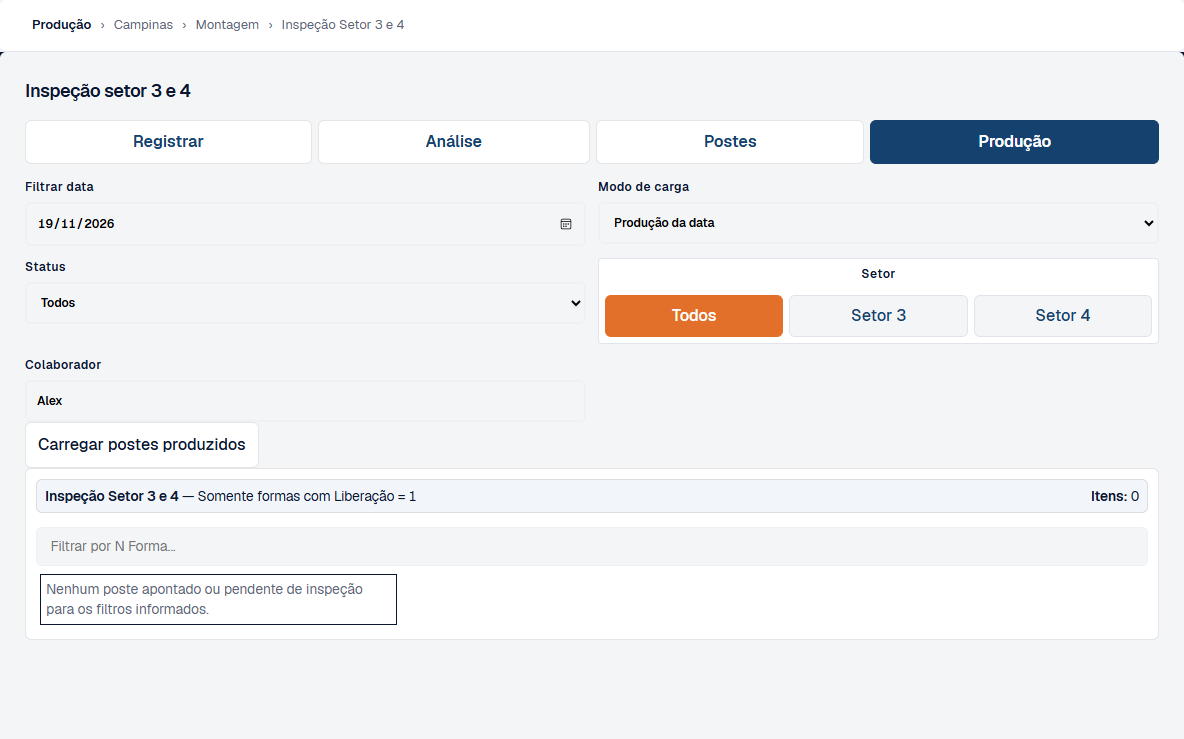 Produção › Campinas › Montagem › Inspeção Setor 3 e 4
Inspeção setor 3 e 4
Registrar
Análise
Postes
Produção
Filtrar data
19/11/2026
Modo de carga
Produção da data
Status
Todos
Setor
Todos
Setor 3
Setor 4
Colaborador
Alex
Carregar postes produzidos
Inspeção Setor 3 e 4 — Somente formas com Liberação = 1
Itens: 0
Filtrar por N Forma...
Nenhum poste apontado ou pendente de inspeção
para os filtros informados.